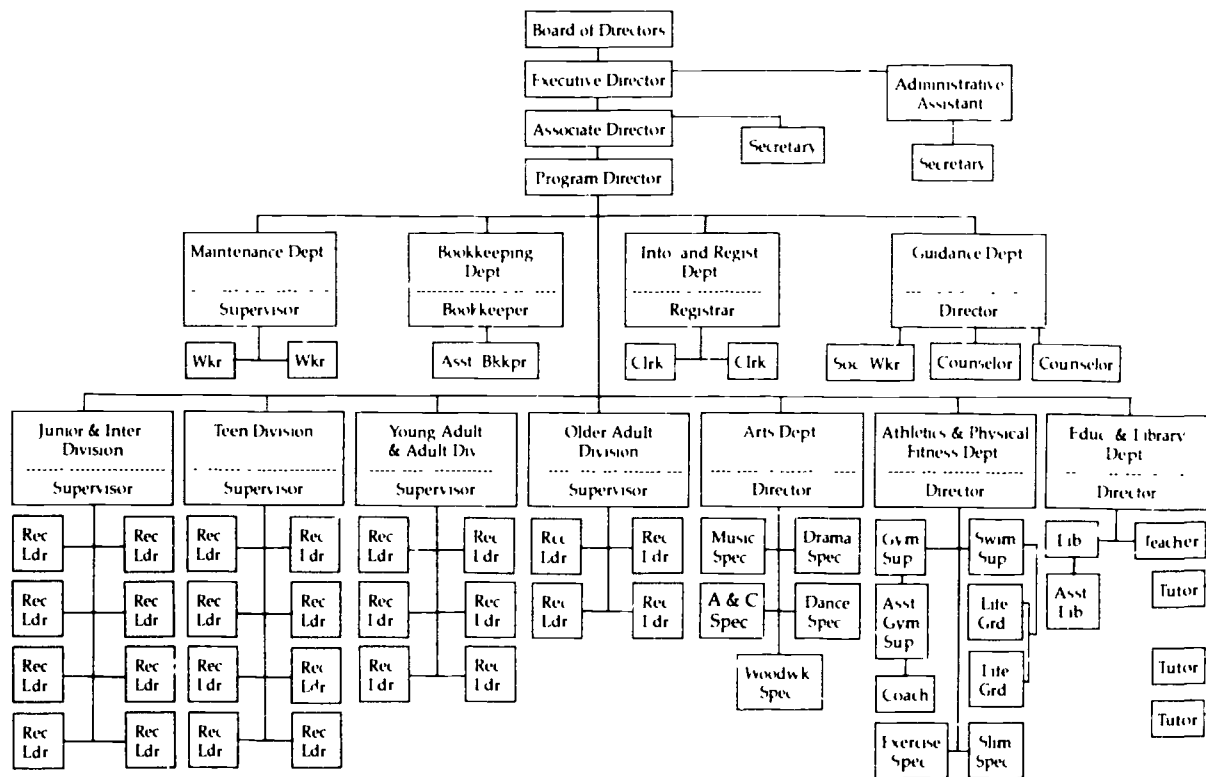 Board of Directors
Executive Director
Administrative
Assistant
Associate Director
Secretary
Secretary
Program Director
Maintenance Dept
Supervisor
Bookkeeping
Dept
Bookkeeper
Into and Regist
Dept
Registrar
Guidance Dept
Director
Wkr
Wkr
Asst Bkkpr
Clrk
Clrk
Soc Wkr
Counselor
Counselor
Junior & Inter
Division
Supervisor
Teen Division
Supervisor
Young Adult
& Adult Div
Supervisor
Older Adult
Division
Supervisor
Arts Dept
Director
Athletics & Physical
Fitness Dept
Director
Educ & Library
Dept
Director
Rec
Ldr
Rec
Ldr
Rec
Ldr
Rec
Ldr
Rec
Ldr
Rec
Ldr
Rec
Ldr
Rec
Ldr
Rec
Ldr
Rec
Ldr
Rec
Ldr
Rec
Ldr
Rec
Ldr
Rec
Ldr
Rec
Ldr
Rec
Ldr
Rec
Ldr
Rec
Ldr
Rec
Ldr
Rec
Ldr
Rec
Ldr
Rec
Ldr
Rec
Ldr
Rec
Ldr
Rec
Ldr
Rec
Ldr
Music
Spec
Drama
Spec
A & C
Spec
Dance
Spec
Woodwk
Spec
Gym
Sup
Swim
Sup
Asst
Gym
Sup
Life
Grd
Life
Grd
Coach
Exercise
Spec
Slim
Spec
Lib
Teacher
Asst
Lib
Tutor
Tutor
Tutor